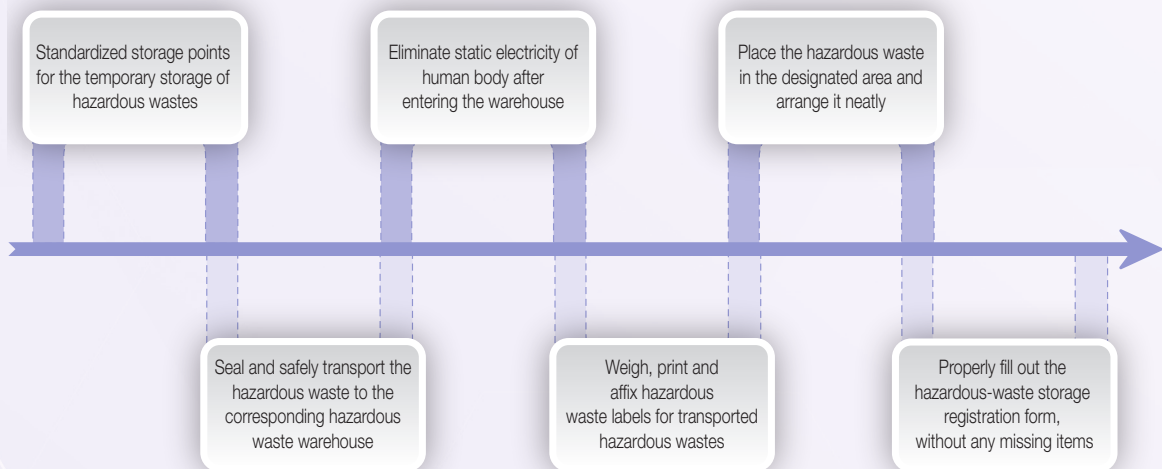 Standardized storage points
for the temporary storage of
hazardous wastes
Seal and safely transport the
hazardous waste to the
corresponding hazardous
waste warehouse
Eliminate static electricity of
human body after
entering the warehouse
Weigh, print and
affix hazardous
waste labels for transported
hazardous wastes
Place the hazardous waste
in the designated area and
arrange it neatly
Properly fill out the
hazardous-waste storage
registration form,
without any missing items